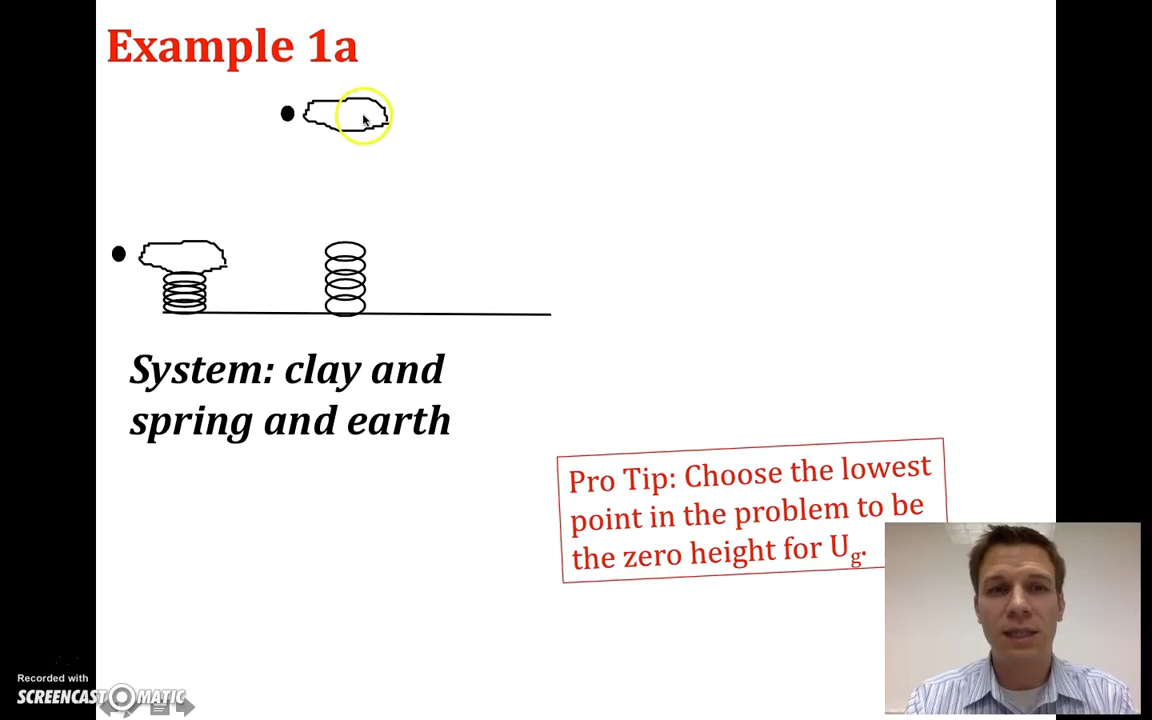 Example 1a
System: clay and
spring and earth
Pro Tip: Choose the lowest
point in the problem to be
the zero height for Ug.
Recorded with
SCREENCAST-O-MATIC